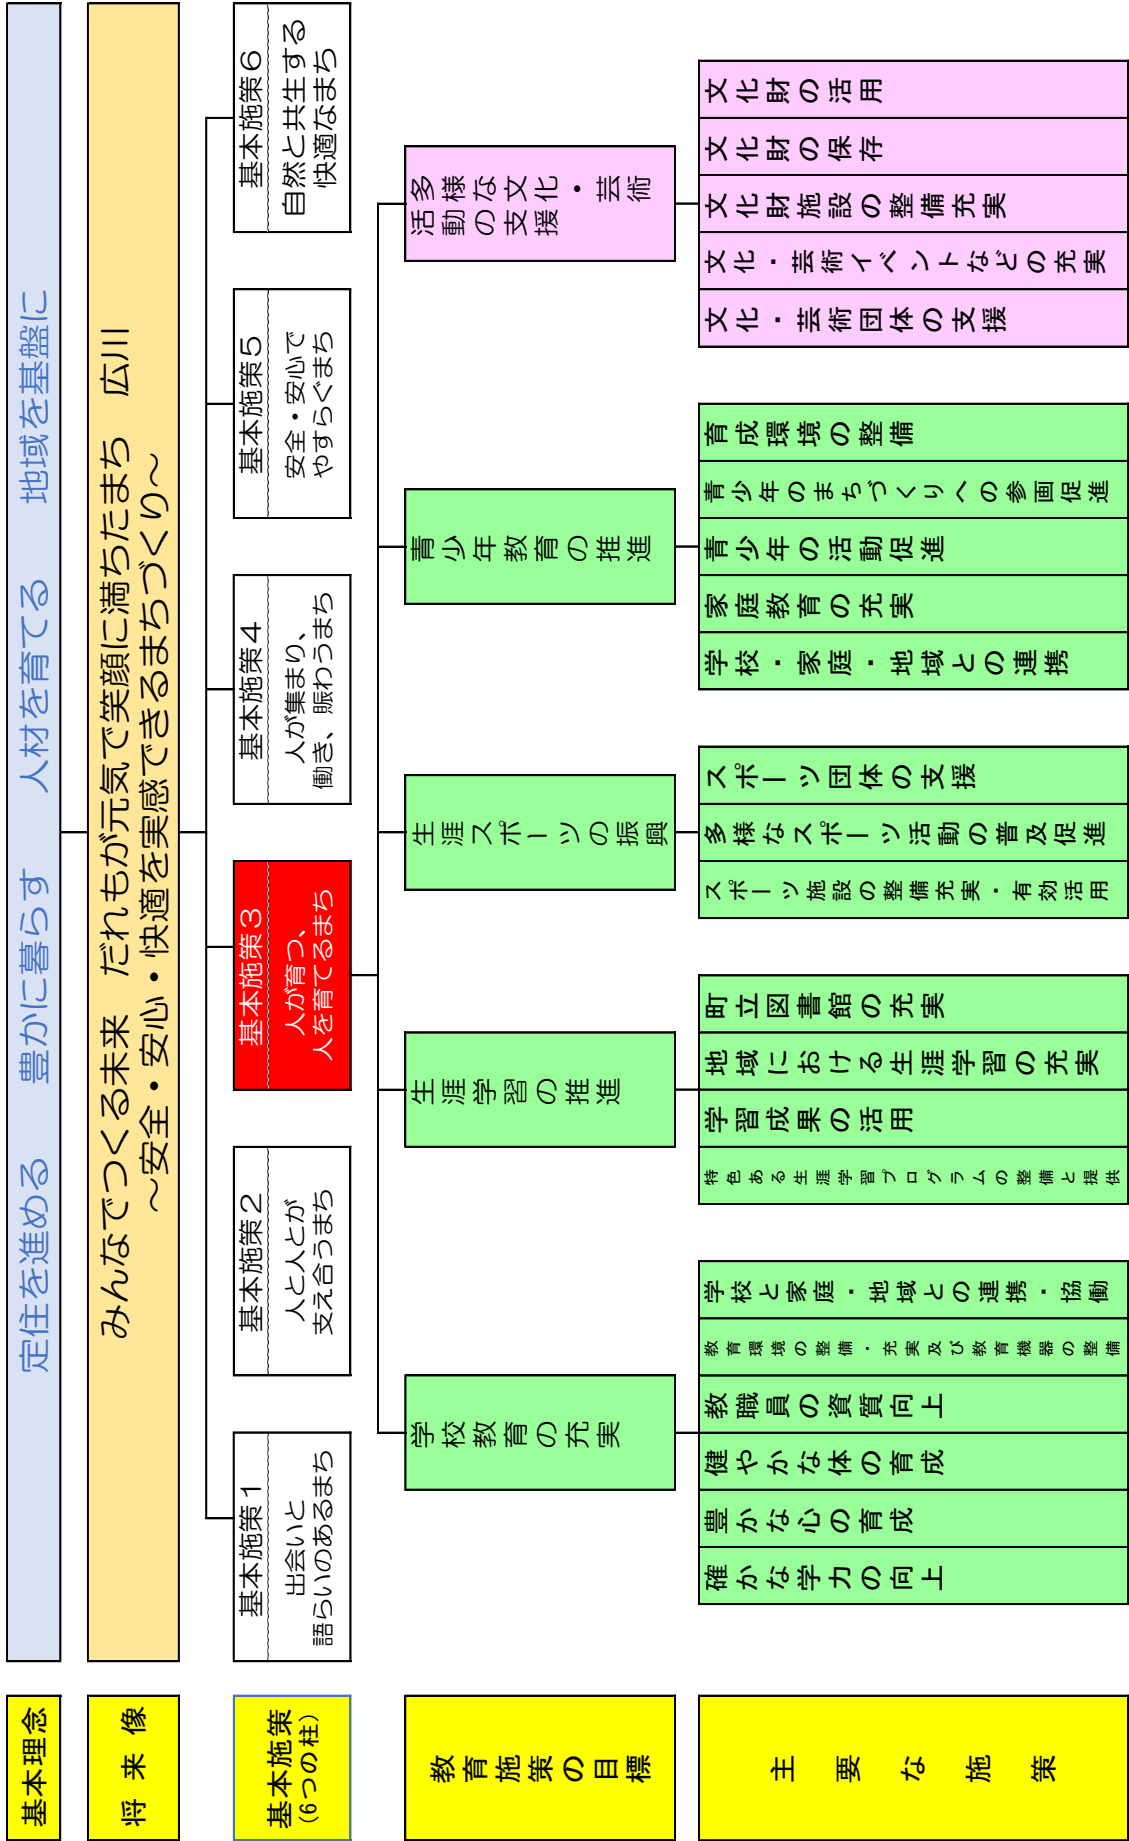 基本理念
定住を進める　豊かに暮らす　人材を育てる　地域を基盤に
将来像
みんなでつくる未来　だれもが元気で笑顔に満ちたまち　広川
～安全・安心・快適を実感できるまちづくり～
基本施策
(6つの柱)
基本施策１
出会いと
語らいのあるまち
基本施策２
人と人とが
支え合うまち
基本施策３
人が育つ、
人を育てるまち
基本施策４
人が集まり、
働き、賑わうまち
基本施策５
安全・安心で
やすらぐまち
基本施策６
自然と共生する
快適なまち
教育施策の目標
学校教育の充実
生涯学習の推進
生涯スポーツの振興
青少年教育の推進
多様な文化・芸術
活動の支援
主要な施策
確かな学力の向上
豊かな心の育成
健やかな体の育成
教職員の資質向上
教育環境の整備・充実及び教育機器の整備
学校と家庭・地域との連携・協働
特色ある生涯学習プログラムの整備と提供
学習成果の活用
地域における生涯学習の充実
町立図書館の充実
スポーツ施設の整備充実・有効活用
多様なスポーツ活動の普及促進
スポーツ団体の支援
学校・家庭・地域との連携
家庭教育の充実
青少年の活動促進
青少年のまちづくりへの参画促進
育成環境の整備
文化・芸術団体の支援
文化・芸術イベントなどの充実
文化財施設の整備充実
文化財の保存
文化財の活用